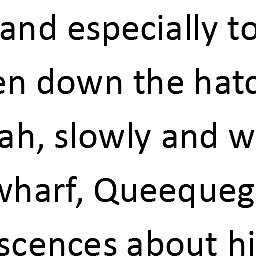 and especially to
en down the hatc
ah, slowly and w
wharf, Queequeg
scences about hi